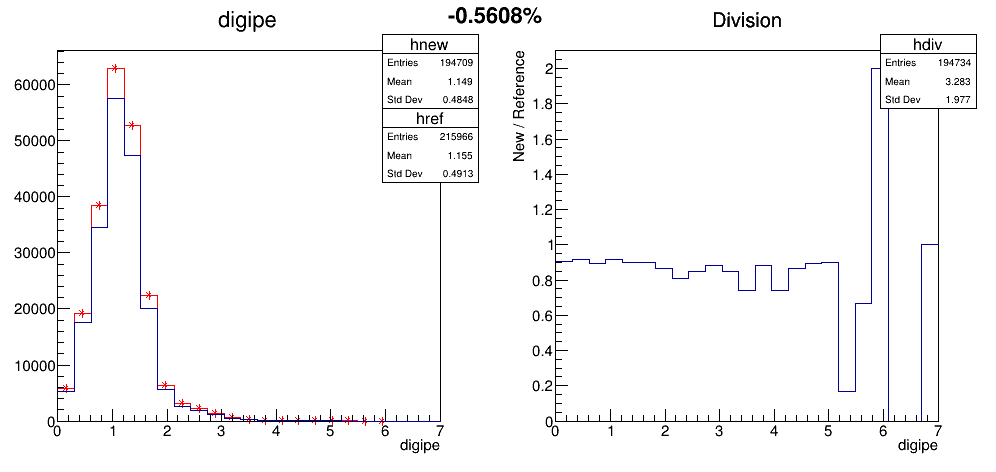 -0.5608%
digipe
hnew
Entries 194709
Mean 1.149
Std Dev 0.4848
href
Entries 215966
Mean 1.155
Std Dev 0.4913
60000
50000
40000
30000
20000
10000
0
0 1 2 3 4 5 6 7
digipe
Division
hdiv
Entries 194734
Mean 3.283
Std Dev 1.977
New / Reference
2
1.8
1.6
1.4
1.2
1
0.8
0.6
0.4
0.2
0
0 1 2 3 4 5 6 7
digipe